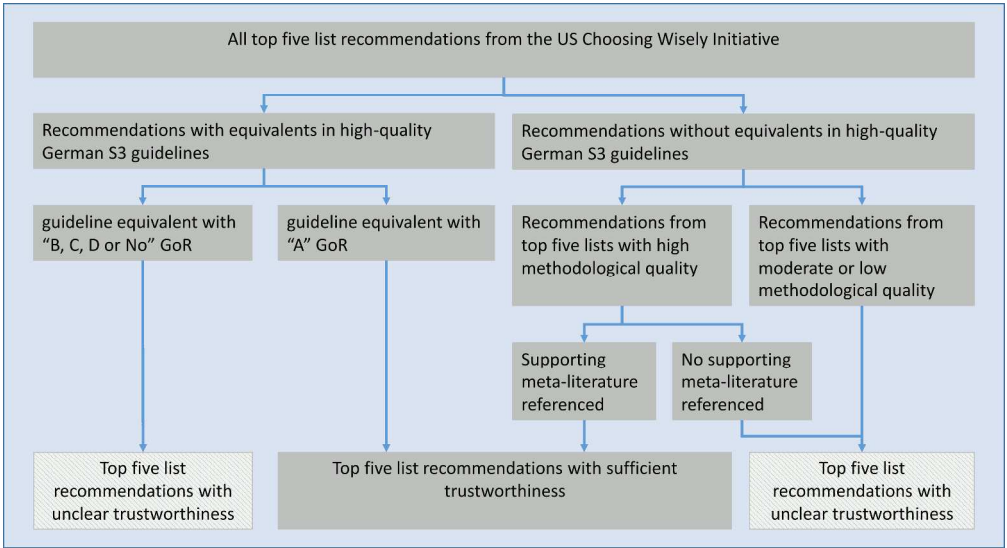 All top five list recommendations from the US Choosing Wisely Initiative
Recommendations with equivalents in high-quality
German S3 guidelines
Recommendations without equivalents in high-quality
German S3 guidelines
guideline equivalent with
“B, C, D or No” GoR
guideline equivalent with
“A” GoR
Recommendations from
top five lists with high
methodological quality
Recommendations from
top five lists with
moderate or low
methodological quality
Supporting
meta-literature
referenced
No supporting
meta-literature
referenced
Top five list
recommendations with
unclear trustworthiness
Top five list recommendations with sufficient
trustworthiness
Top five list
recommendations with
unclear trustworthiness